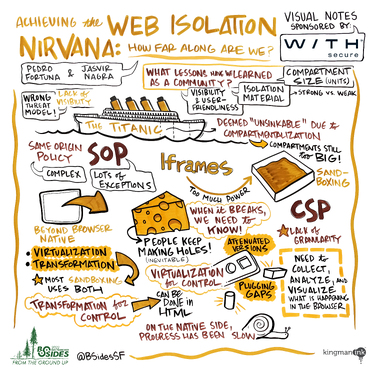 ACHIEVING the WEB ISOLATION
NIRVANA: HOW FAR ALONG ARE WE?
VISUAL NOTES
SPONSORED BY:
WITH
secure
PEDRO
FORTUNA & JASVIR
NAGRA
WHAT LESSONS HAVE WE LEARNED
AS A COMMUNITY?
COMPARTMENT
SIZE (UNITS)
WRONG
THREAT
MODEL!
LACK OF
VISIBILITY
VISIBILITY
& USER-
FRIENDLINESS
ISOLATION
MATERIAL
→ STRONG vs. WEAK
THE TITANIC
DEEMED "UNSINKABLE" DUE to
COMPARTMENTALIZATION
→ COMPARTMENTS STILL
too BIG!
SAME ORIGIN
POLICY
SOP
COMPLEX
LOTS OF
EXCEPTIONS
Iframes
TOO MUCH POWER
SAND-
BOXING
WHEN it BREAKS,
WE NEED to
KNOW!
CSP
LACK of
GRANULARITY
BEYOND BROWSER
NATIVE
VIRTUALIZATION
TRANSFORMATION
MOST SANDBOXING
USES BOTH
→ PEOPLE KEEP
MAKING HOLES!
(INEVITABLE)
ATTENUATED
VERSIONS
VIRTUALIZATION
for CONTROL
PLUGGING
GAPS
NEED to
COLLECT,
ANALYZE, and
VISUALIZE
WHAT IS HAPPENING
IN THE BROWSER
TRANSFORMATION for
CONTROL
CAN BE
DONE in
HTML
ON the NATIVE SIDE,
PROGRESS HAS BEEN SLOW
BSIDES
FROM THE GROUND UP
@BSidesSF
kingmanink